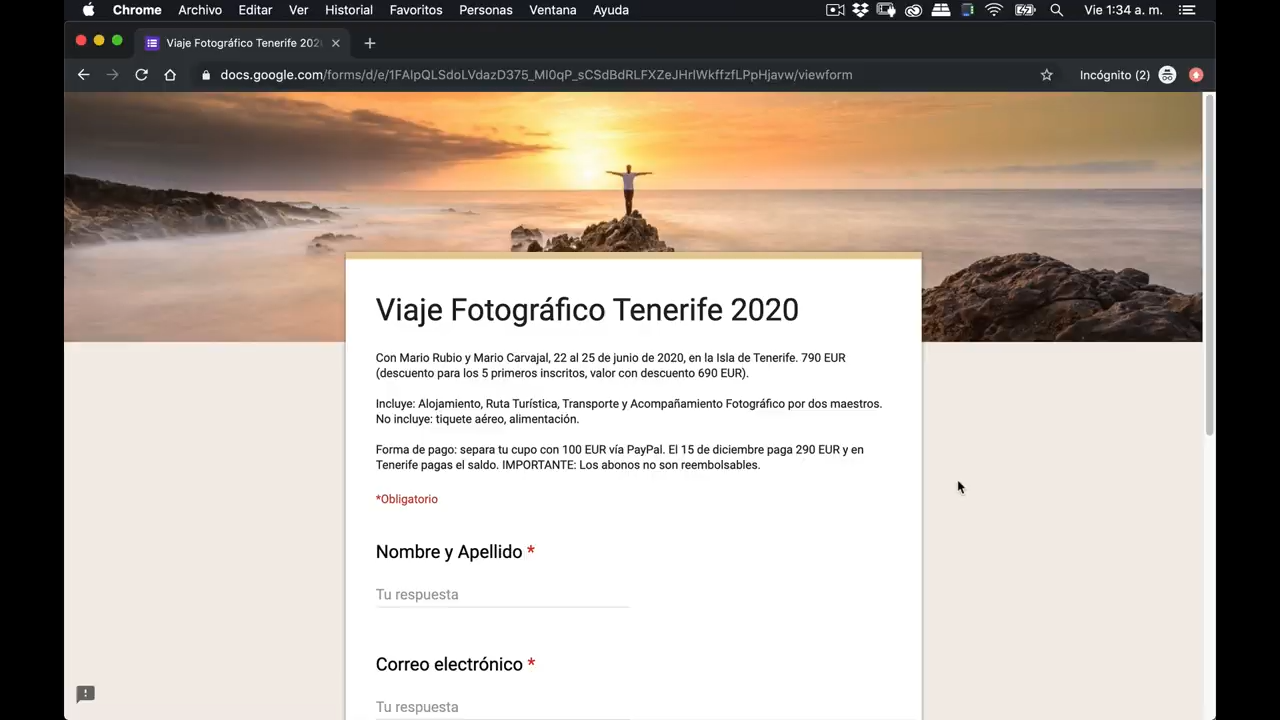 Chrome Archivo Editar Ver Historial Favoritos Personas Ventana Ayuda Vie 1:34 a. m.
Viaje Fotográfico Tenerife 202
docs.google.com/forms/d/e/1FAIpQLSdoLVdazD375_MI0qP_sCSdBdRLFXZeJHrlWkffzfLPpHjavw/viewform Incógnito (2)
Viaje Fotográfico Tenerife 2020
Con Mario Rubio y Mario Carvajal, 22 al 25 de junio de 2020, en la Isla de Tenerife. 790 EUR
(descuento para los 5 primeros inscritos, valor con descuento 690 EUR).
Incluye: Alojamiento, Ruta Turística, Transporte y Acompañamiento Fotográfico por dos maestros.
No incluye: tiquete aéreo, alimentación.
Forma de pago: separa tu cupo con 100 EUR vía PayPal. El 15 de diciembre paga 290 EUR y en
Tenerife pagas el saldo. IMPORTANTE: Los abonos no son reembolsables.
*Obligatorio
Nombre y Apellido *
Tu respuesta
Correo electrónico *
Tu respuesta